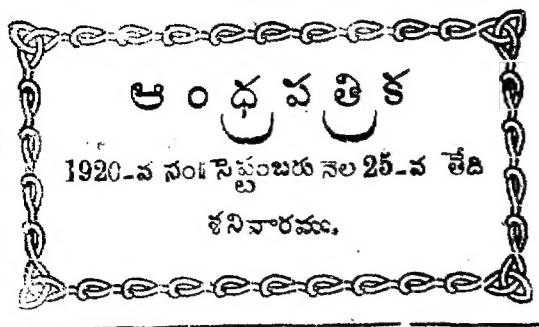 ఆంధ్రపత్రిక
1920-వ సం॥ సెప్టెంబరు నెల 25-వ తేది
శనివారము.